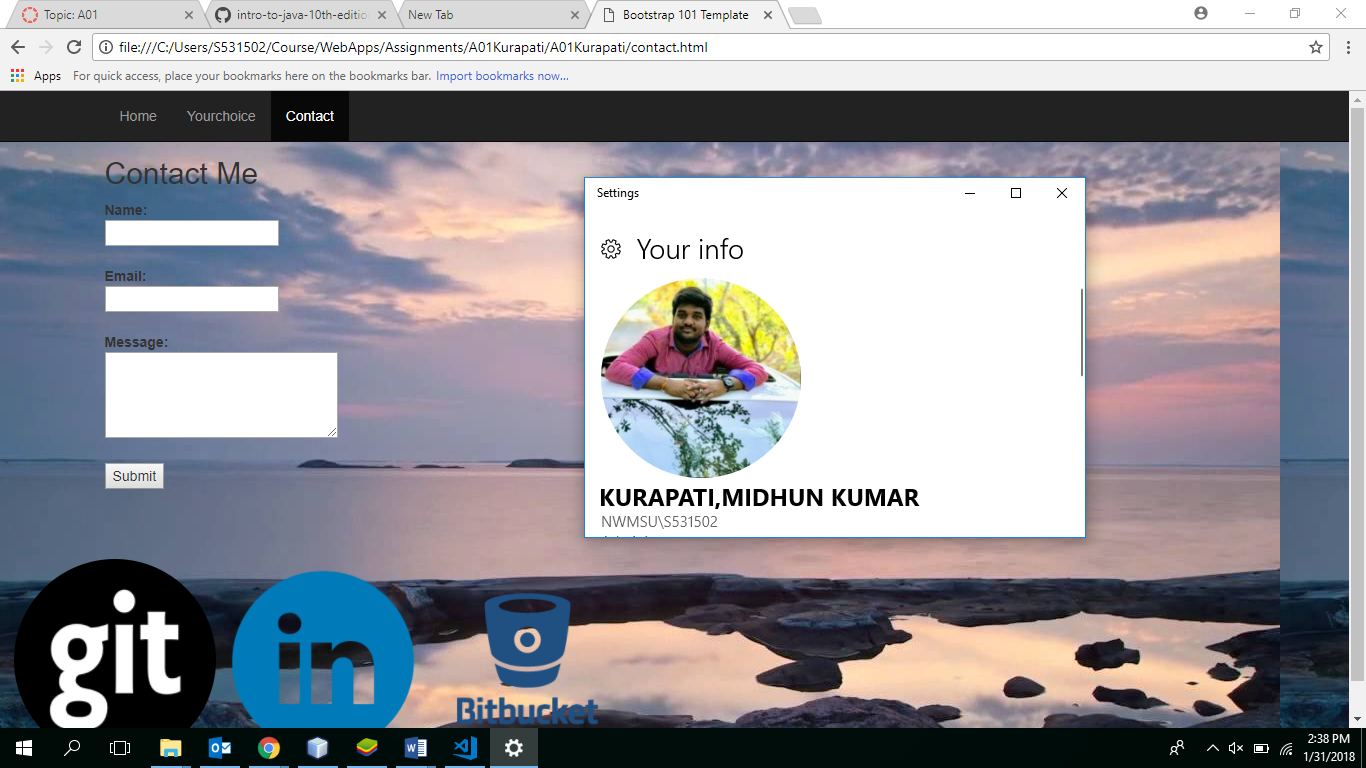 Topic: A01
intro-to-java-10th-edition
New Tab
Bootstrap 101 Template
file:///C:/Users/S531502/Course/WebApps/Assignments/A01Kurapati/A01Kurapati/contact.html
Apps
For quick access, place your bookmarks here on the bookmarks bar. Import bookmarks now...
Home
Yourchoice
Contact
Contact Me
Name:
Email:
Message:
Submit
Settings
Your info
KURAPATI,MIDHUN KUMAR
NWMSU\S531502
git
in
Bitbucket
2:38 PM
1/31/2018